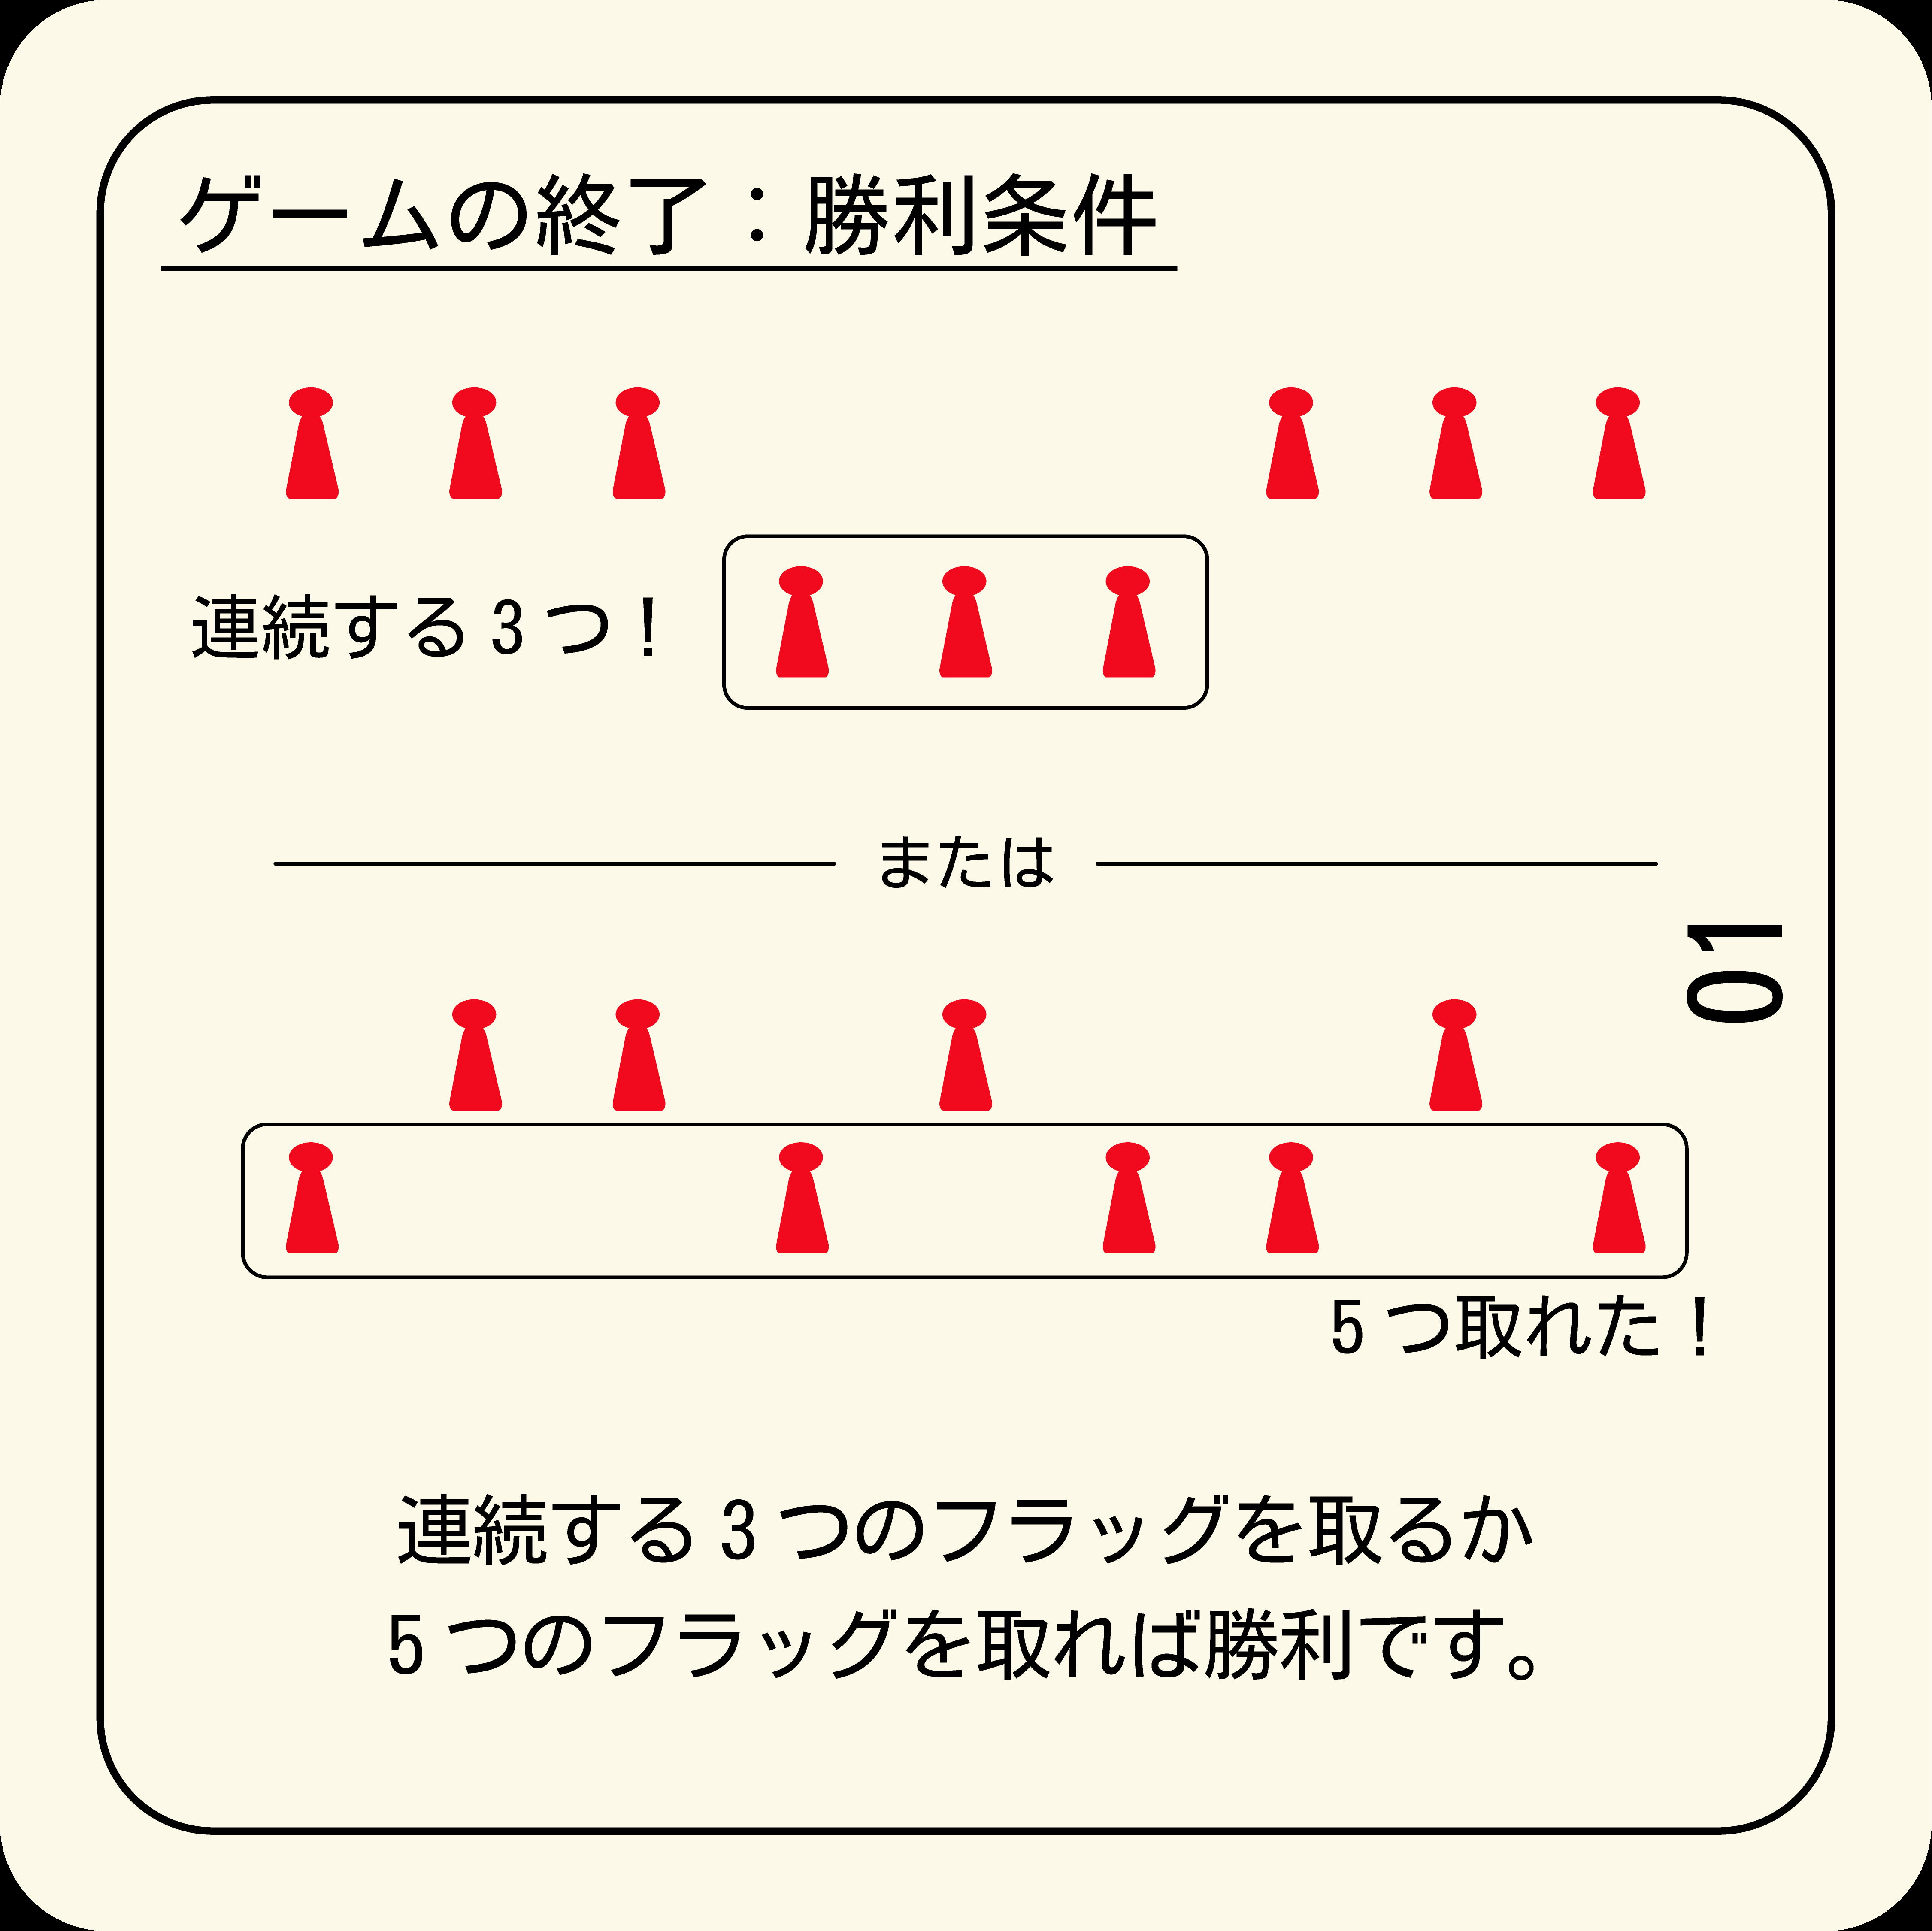 ゲームの終了：勝利条件
連続する3つ！
または
01
5つ取れた！
連続する3つのフラッグを取るか
5つのフラッグを取れば勝利です。